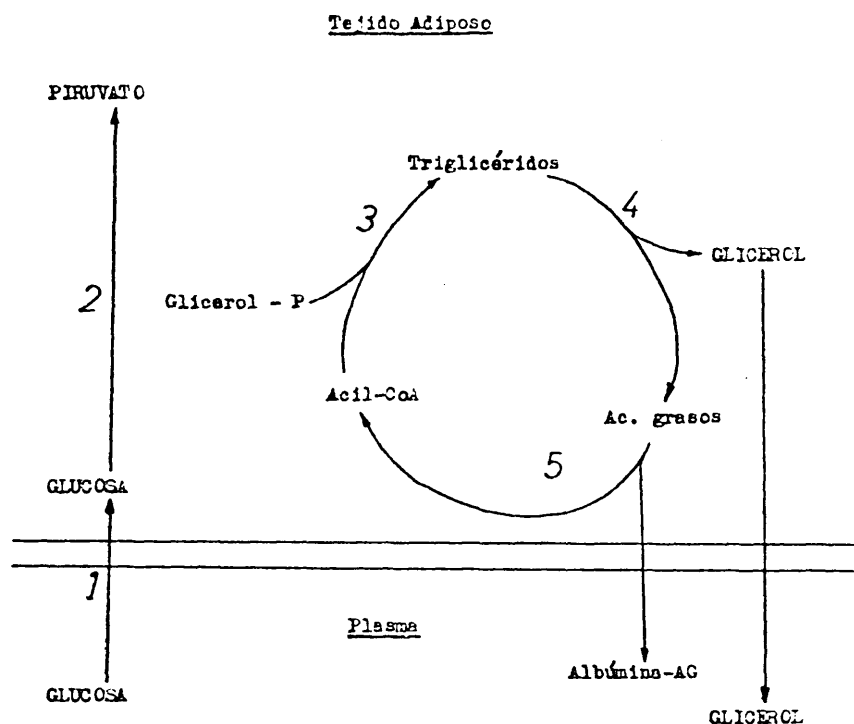 Tejido Adiposo
PIRUVATO
Triglicéridos
3
4
GLICEROL
2
Glicerol - P
Acil-CoA
Ac. grasos
5
GLUCOSA
1
Plasma
Albúmina-AG
GLUCOSA
GLICEROL